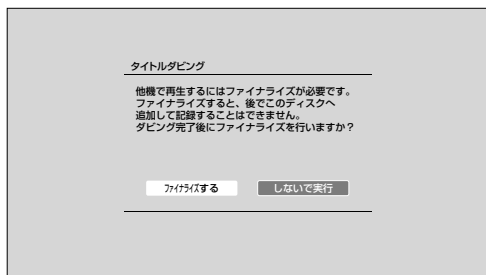 タイトルダビング
他機で再生するにはファイナライズが必要です。
ファイナライズすると、後でこのディスクへ
追加して記録することはできません。
ダビング完了後にファイナライズを行いますか？
ファイナライズする
しないで実行